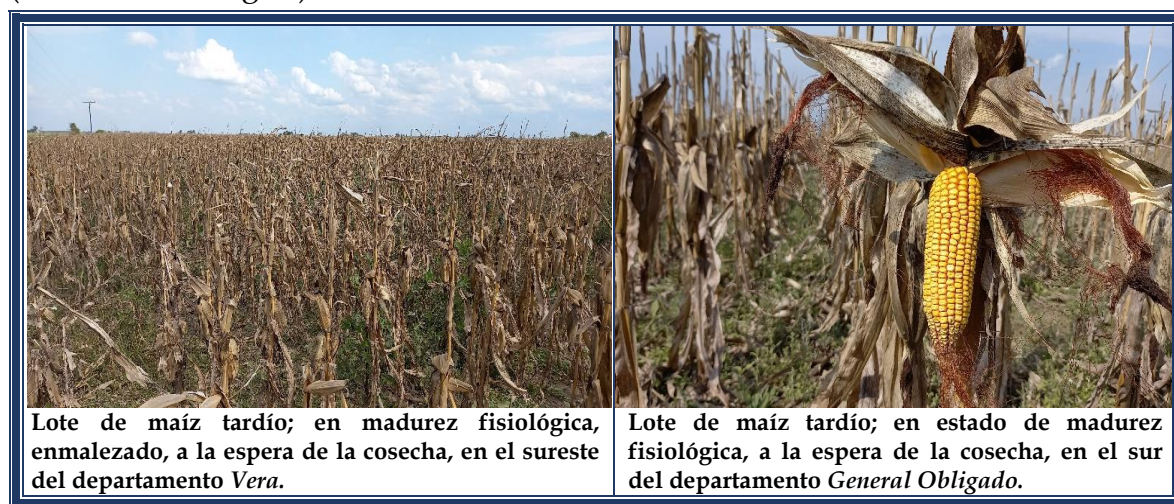 Lote de maíz tardío; en madurez fisiológica,
enmalezado, a la espera de la cosecha, en el sureste
del departamento Vera.
Lote de maíz tardío; en estado de madurez
fisiológica, a la espera de la cosecha, en el sur
del departamento General Obligado.